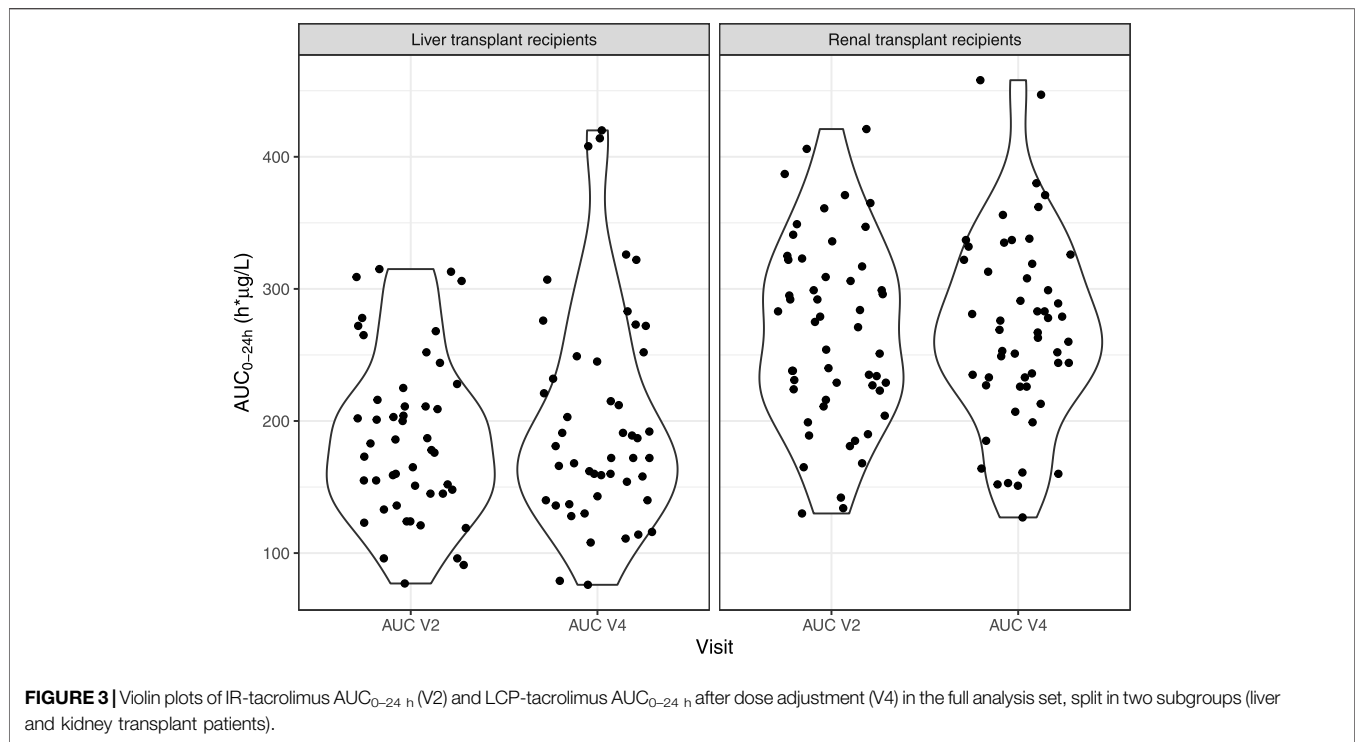 Liver transplant recipients
Renal transplant recipients
400
300
200
100
AUC0–24h (h*µg/L)
AUC V2
AUC V4
AUC V2
AUC V4
Visit
FIGURE 3 | Violin plots of IR-tacrolimus AUC0–24 h (V2) and LCP-tacrolimus AUC0–24 h after dose adjustment (V4) in the full analysis set, split in two subgroups (liver
and kidney transplant patients).